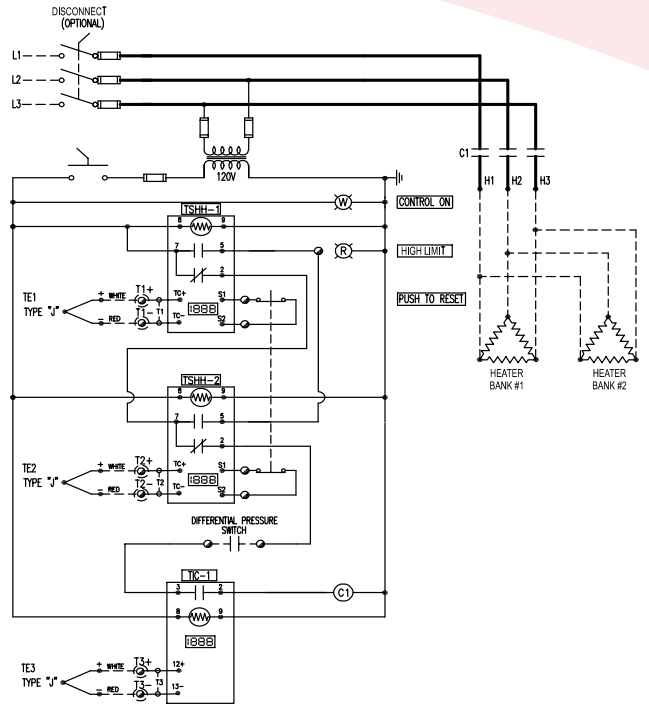 DISCONNECT
(OPTIONAL)
L1
L2
L3
120V
C1
H1 H2 H3
W CONTROL ON
TSHH-1
8 9
R HIGH LIMIT
7 5
2
PUSH TO RESET
TE1
TYPE "J"
+ WHITE T1+
- RED T1-
T1
TC+ S1
1888
TC- S2
HEATER
BANK #1
HEATER
BANK #2
TSHH-2
8 9
7 5
2
TE2
TYPE "J"
+ WHITE T2+
- RED T2-
T2
TC+ S1
1888
TC- S2
DIFFERENTIAL PRESSURE
SWITCH
TIC-1
3 2
C1
8 9
1888
TE3
TYPE "J"
+ WHITE T3+
- RED T3-
T3
12+
13-